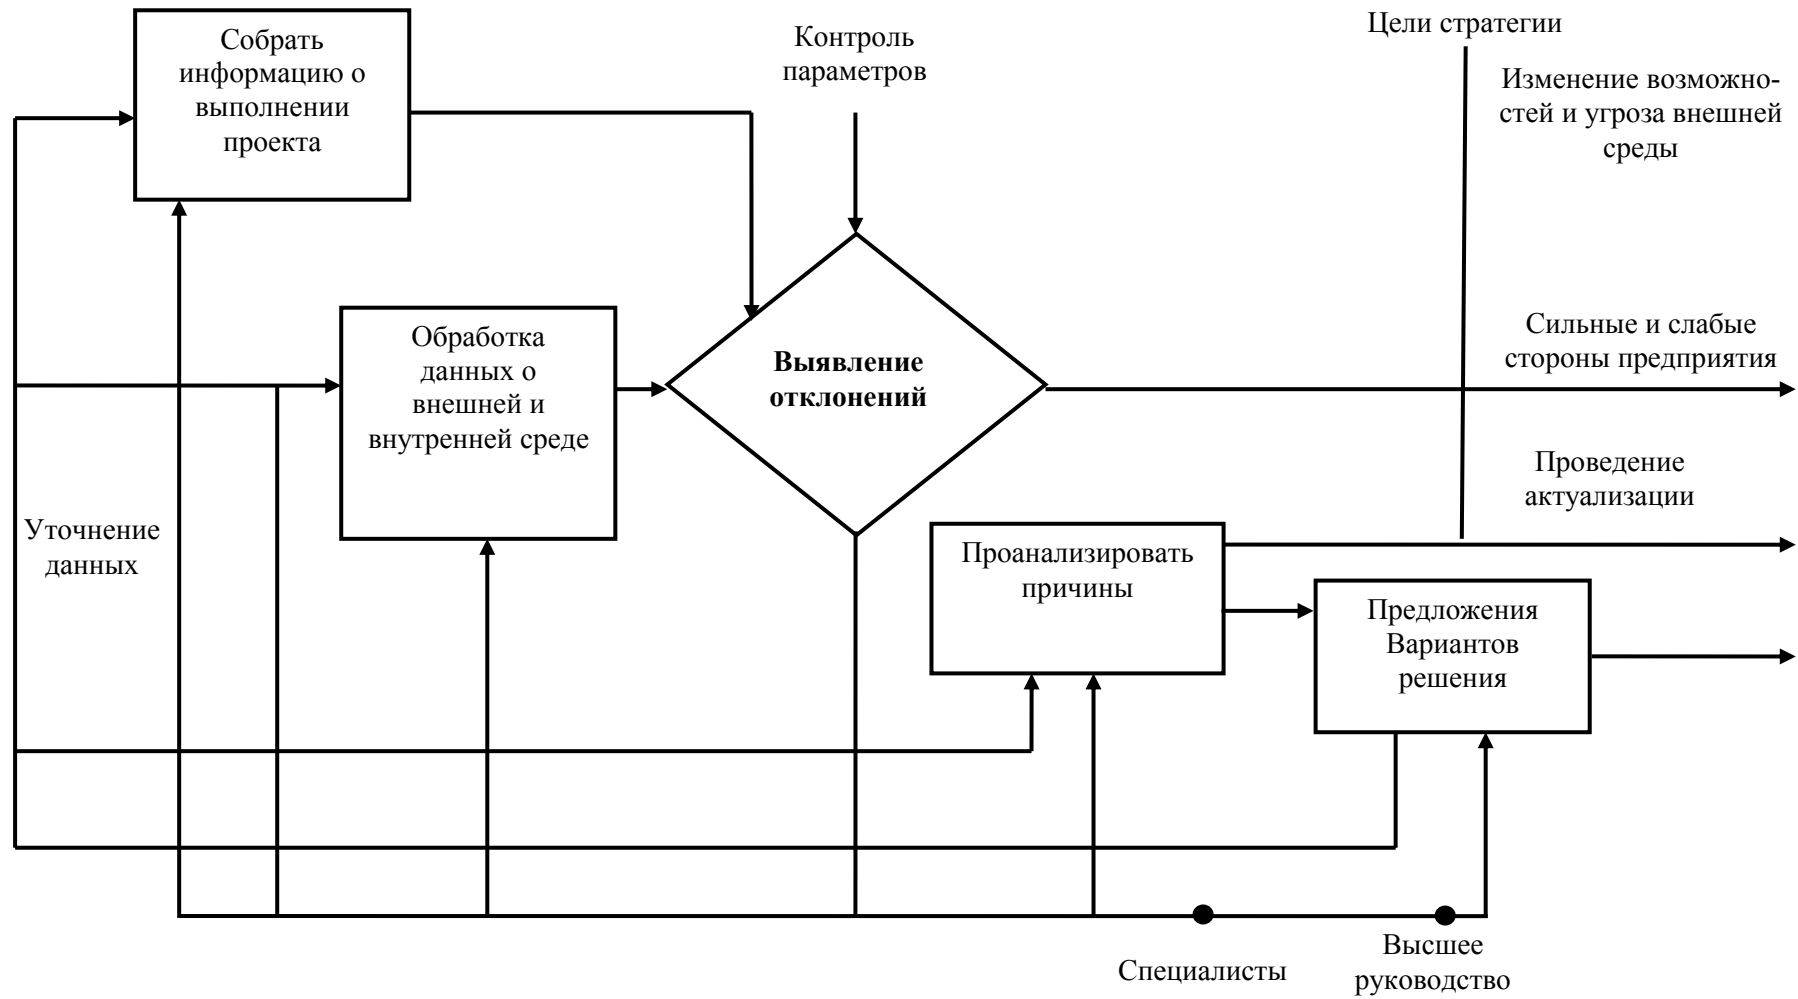 Собрать
информацию о
выполнении
проекта
Контроль
параметров
Цели стратегии
Изменение возможно-
стей и угроза внешней
среды
Обработка
данных о
внешней и
внутренней среде
Выявление
отклонений
Сильные и слабые
стороны предприятия
Проведение
актуализации
Уточнение
данных
Проанализировать
причины
Предложения
Вариантов
решения
Специалисты
Высшее
руководство